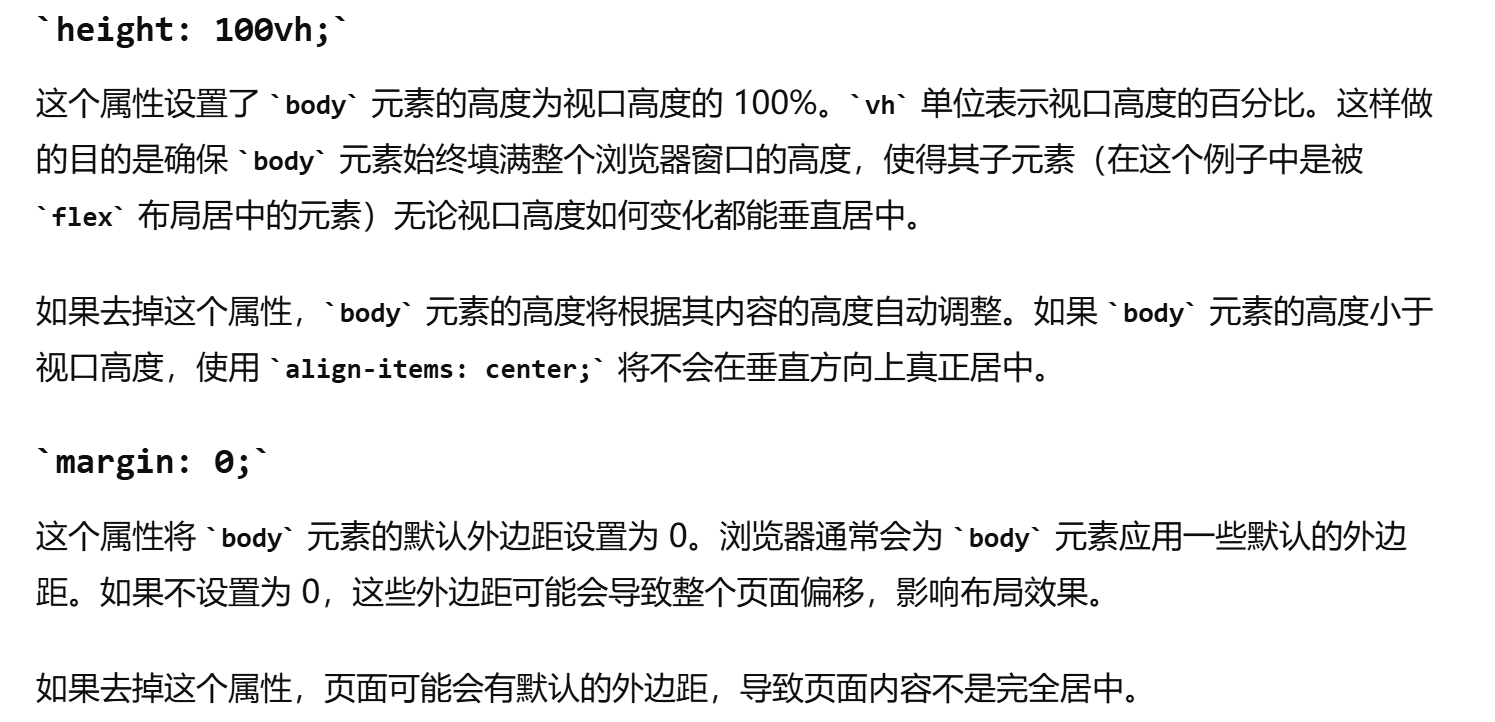 `height: 100vh;`
这个属性设置了 `body` 元素的高度为视口高度的 100%。`vh` 单位表示视口高度的百分比。这样做
的目的是确保 `body` 元素始终填满整个浏览器窗口的高度，使得其子元素（在这个例子中是被
`flex` 布局居中的元素）无论视口高度如何变化都能垂直居中。
如果去掉这个属性，`body` 元素的高度将根据其内容的高度自动调整。如果 `body` 元素的高度小于
视口高度，使用 `align-items: center;` 将不会在垂直方向上真正居中。
`margin: 0;`
这个属性将 `body` 元素的默认外边距设置为 0。浏览器通常会为 `body` 元素应用一些默认的外边
距。如果不设置为 0，这些外边距可能会导致整个页面偏移，影响布局效果。
如果去掉这个属性，页面可能会有默认的外边距，导致页面内容不是完全居中。